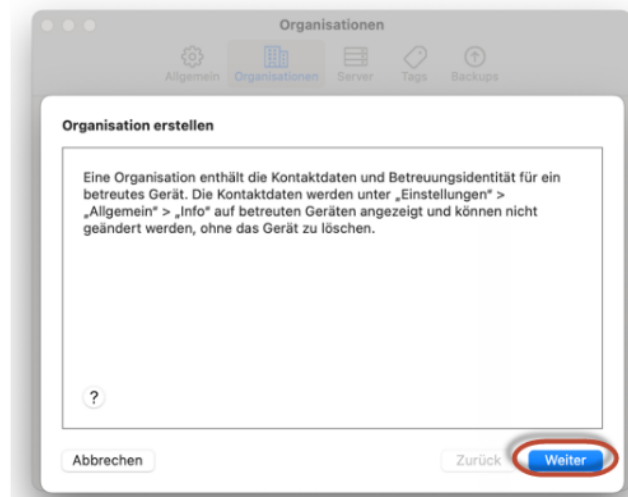 Organisationen
Allgemein Organisationen Server Tags Backups
Organisation erstellen
Eine Organisation enthält die Kontaktdaten und Betreuungsidentität für ein
betreutes Gerät. Die Kontaktdaten werden unter „Einstellungen“ >
„Allgemein“ > „Info“ auf betreuten Geräten angezeigt und können nicht
geändert werden, ohne das Gerät zu löschen.
?
Abbrechen Zurück Weiter